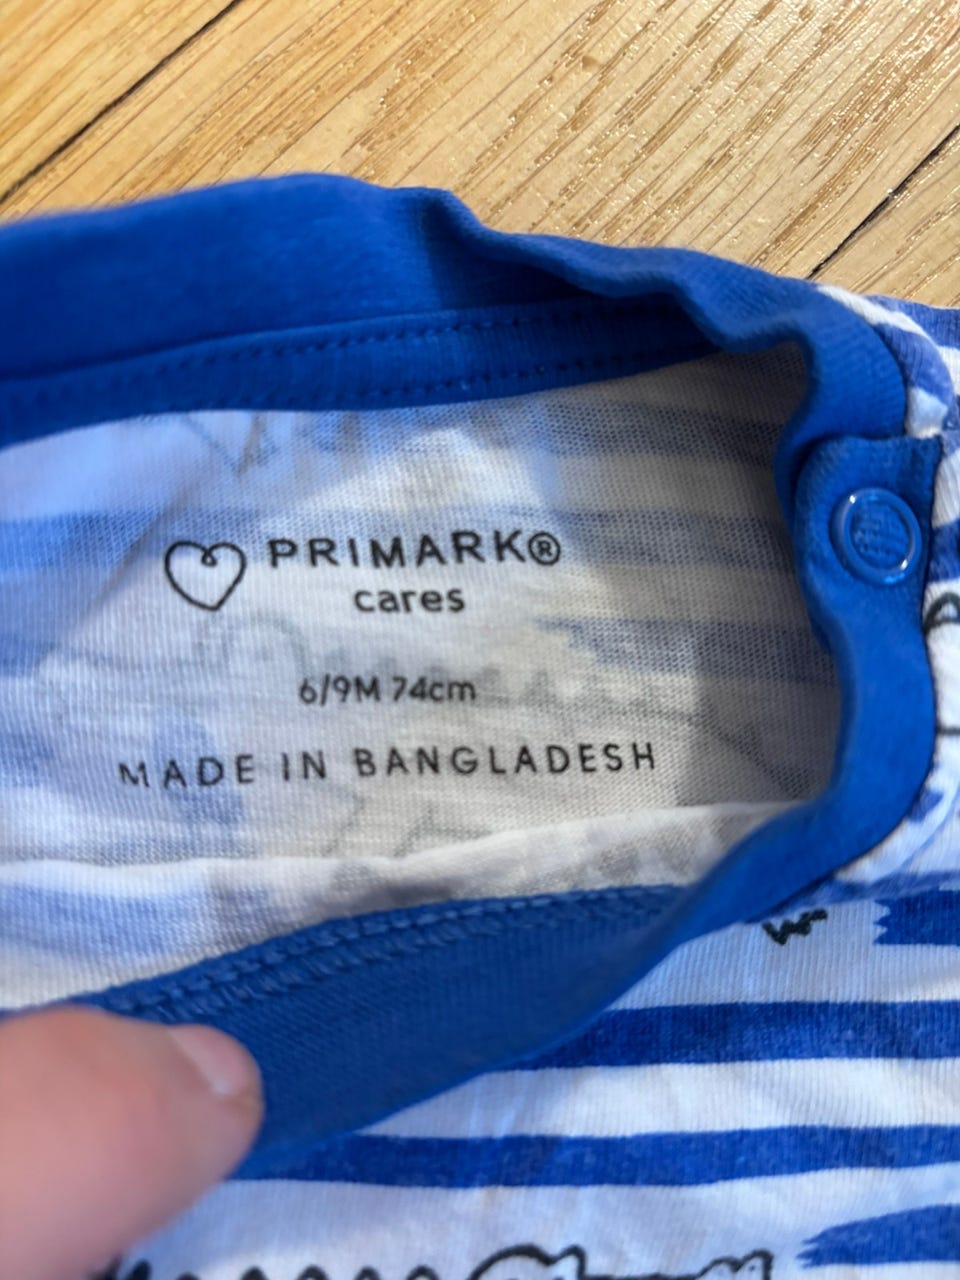 PRIMARK®
cares
6/9M 74cm
MADE IN BANGLADESH